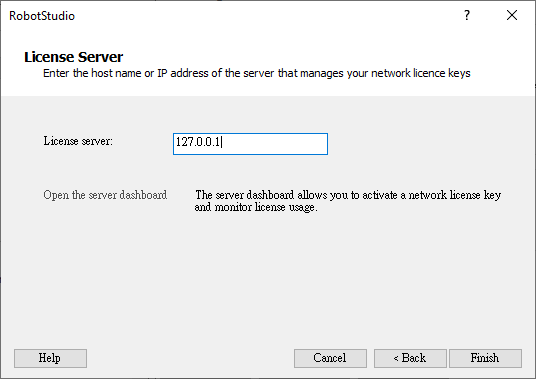 RobotStudio
License Server
Enter the host name or IP address of the server that manages your network licence keys
License server:
127.0.0.1
Open the server dashboard
The server dashboard allows you to activate a network license key
and monitor license usage.
Help
Cancel
< Back
Finish